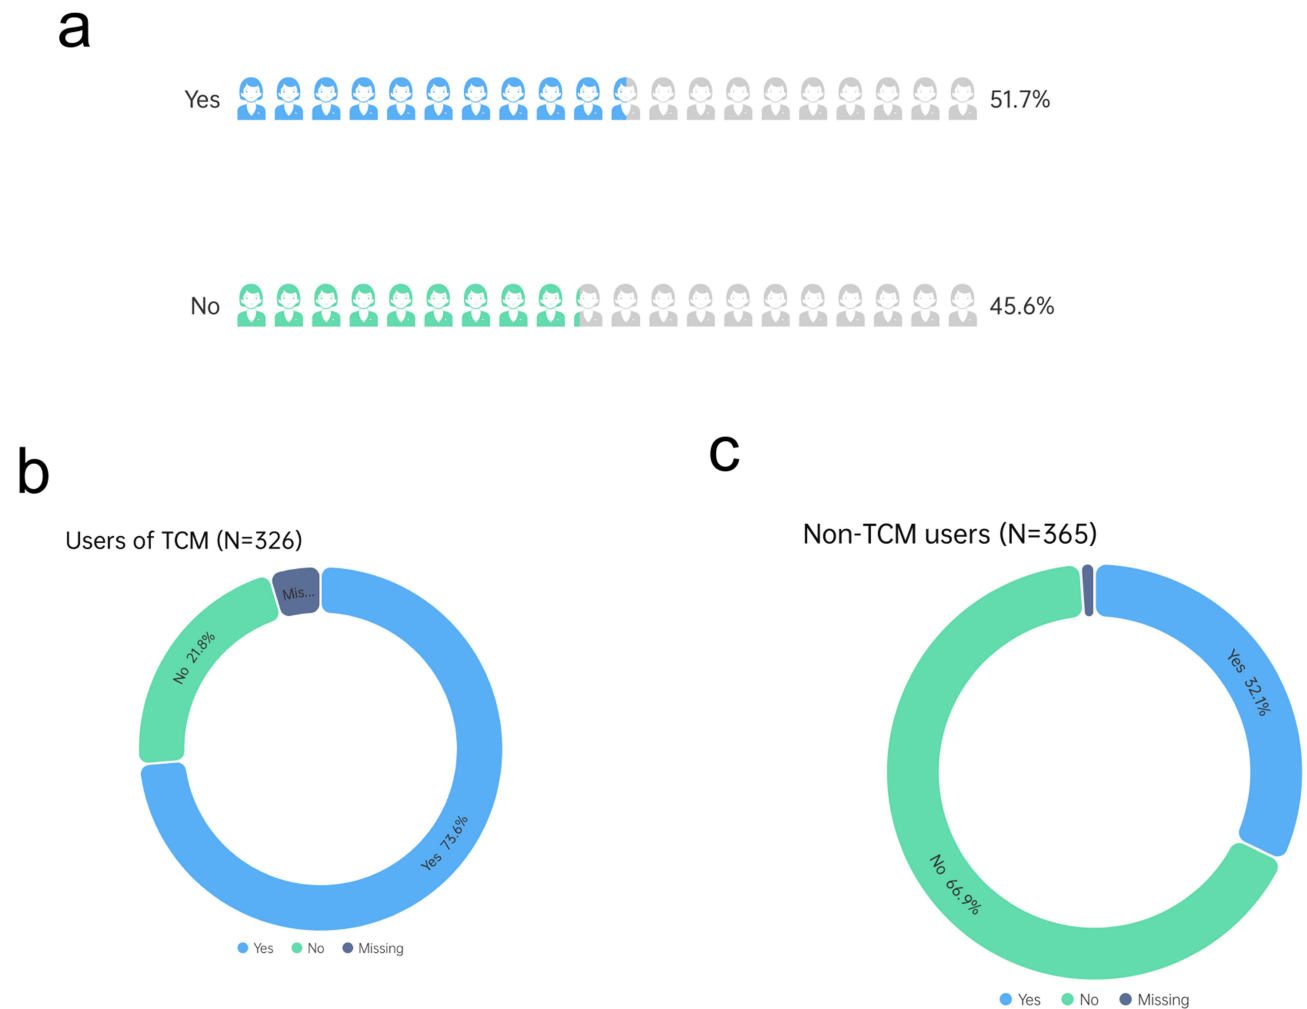 a
Yes 51.7%
No 45.6%
b
Users of TCM (N=326)
Mis...
No 21.8%
Yes 73.6%
Yes No Missing
c
Non-TCM users (N=365)
Yes 32.1%
No 66.9%
Yes No Missing